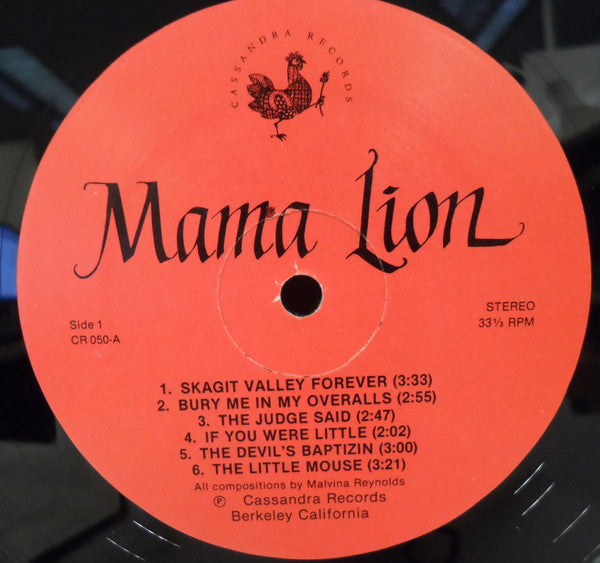 CASSANDRA RECORDS
Mama Lion
Side 1
CR 050-A
STEREO
33⅓ RPM
1. SKAGIT VALLEY FOREVER (3:33)
2. BURY ME IN MY OVERALLS (2:55)
3. THE JUDGE SAID (2:47)
4. IF YOU WERE LITTLE (2:02)
5. THE DEVIL'S BAPTIZIN (3:00)
6. THE LITTLE MOUSE (3:21)
All compositions by Malvina Reynolds
℗ Cassandra Records
Berkeley California